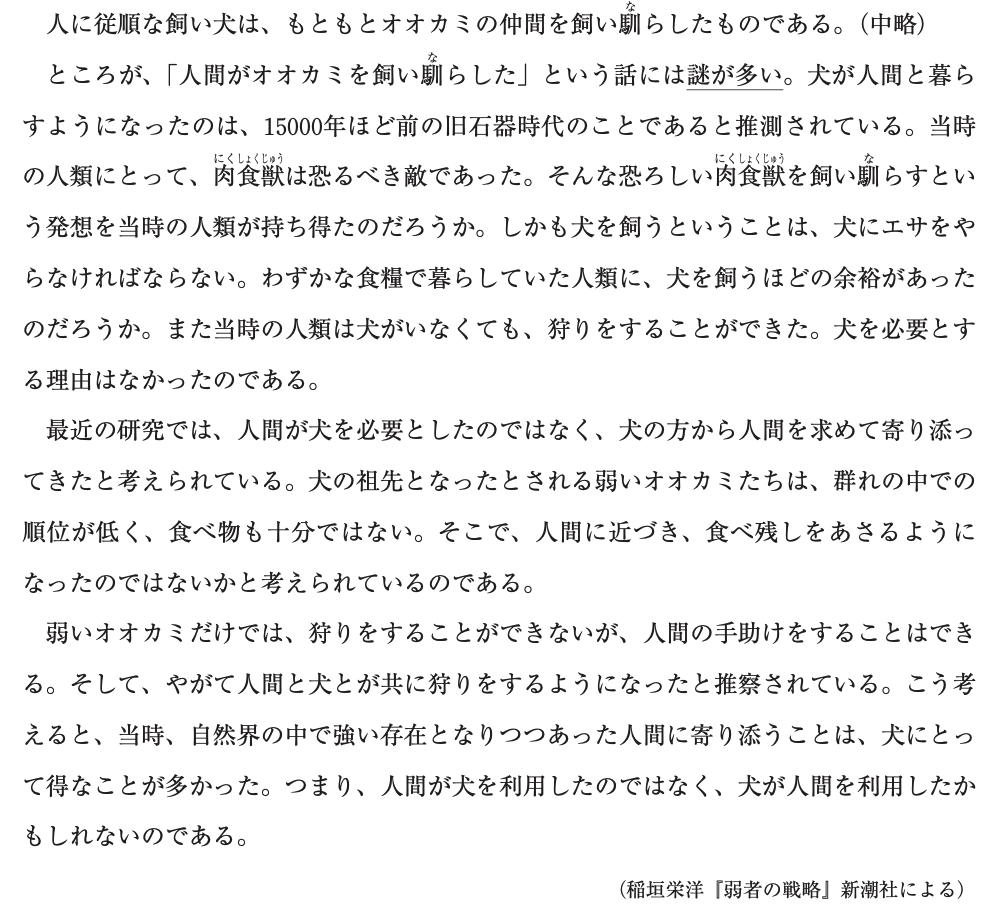 人に従順な飼い犬は、もともとオオカミの仲間を飼い馴らしたものである。（中略）
ところが、「人間がオオカミを飼い馴らした」という話には謎が多い。犬が人間と暮ら
すようになったのは、15000年ほど前の旧石器時代のことであると推測されている。当時
の人類にとって、肉食獣は恐るべき敵であった。そんな恐ろしい肉食獣を飼い馴らすとい
う発想を当時の人類が持ち得たのだろうか。しかも犬を飼うということは、犬にエサをや
らなければならない。わずかな食糧で暮らしていた人類に、犬を飼うほどの余裕があった
のだろうか。また当時の人類は犬がいなくても、狩りをすることができた。犬を必要とす
る理由はなかったのである。
最近の研究では、人間が犬を必要としたのではなく、犬の方から人間を求めて寄り添っ
てきたと考えられている。犬の祖先となったとされる弱いオオカミたちは、群れの中での
順位が低く、食べ物も十分ではない。そこで、人間に近づき、食べ残しをあさるように
なったのではないかと考えられているのである。
弱いオオカミだけでは、狩りをすることができないが、人間の手助けをすることはでき
る。そして、やがて人間と犬とが共に狩りをするようになったと推察されている。こう考
えると、当時、自然界の中で強い存在となりつつあった人間に寄り添うことは、犬にとっ
て得なことが多かった。つまり、人間が犬を利用したのではなく、犬が人間を利用したか
もしれないのである。
（稲垣栄洋『弱者の戦略』新潮社による）